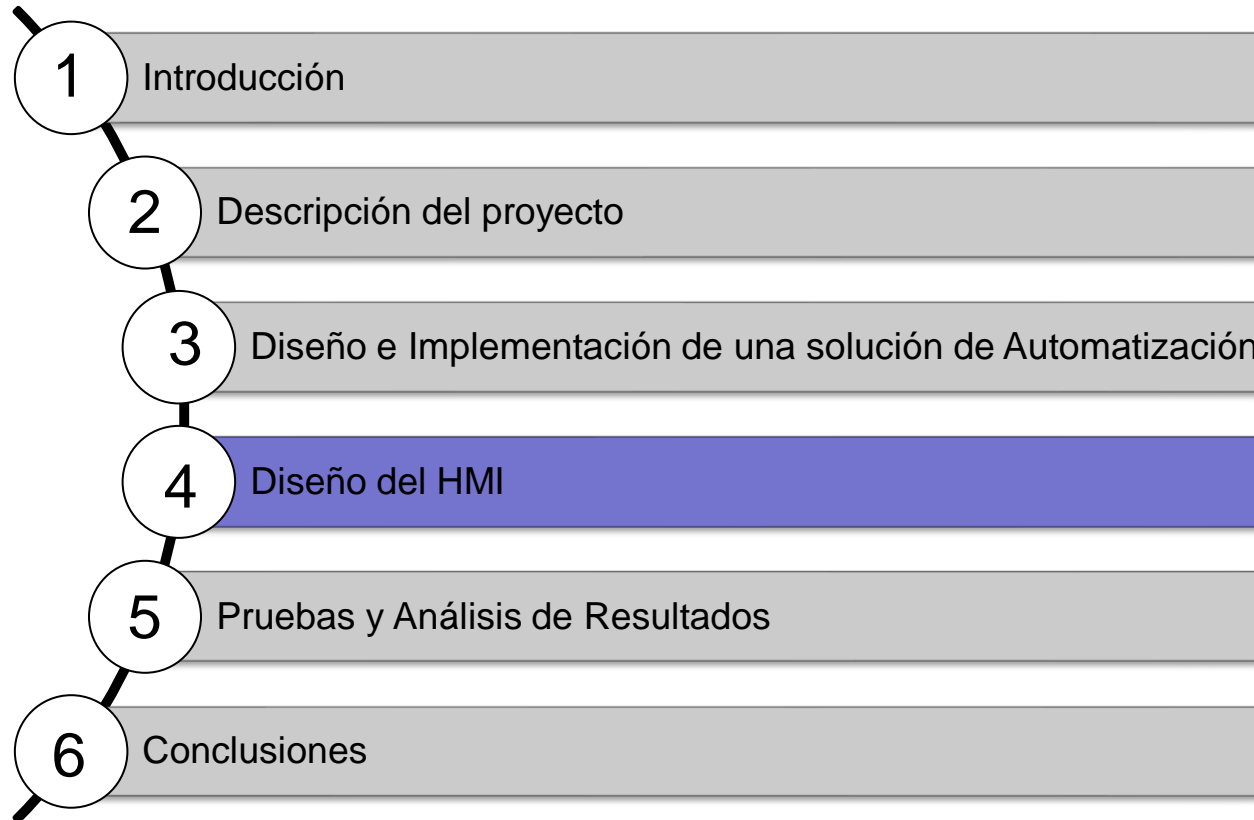 1 Introducción
2 Descripción del proyecto
3 Diseño e Implementación de una solución de Automatización
4 Diseño del HMI
5 Pruebas y Análisis de Resultados
6 Conclusiones